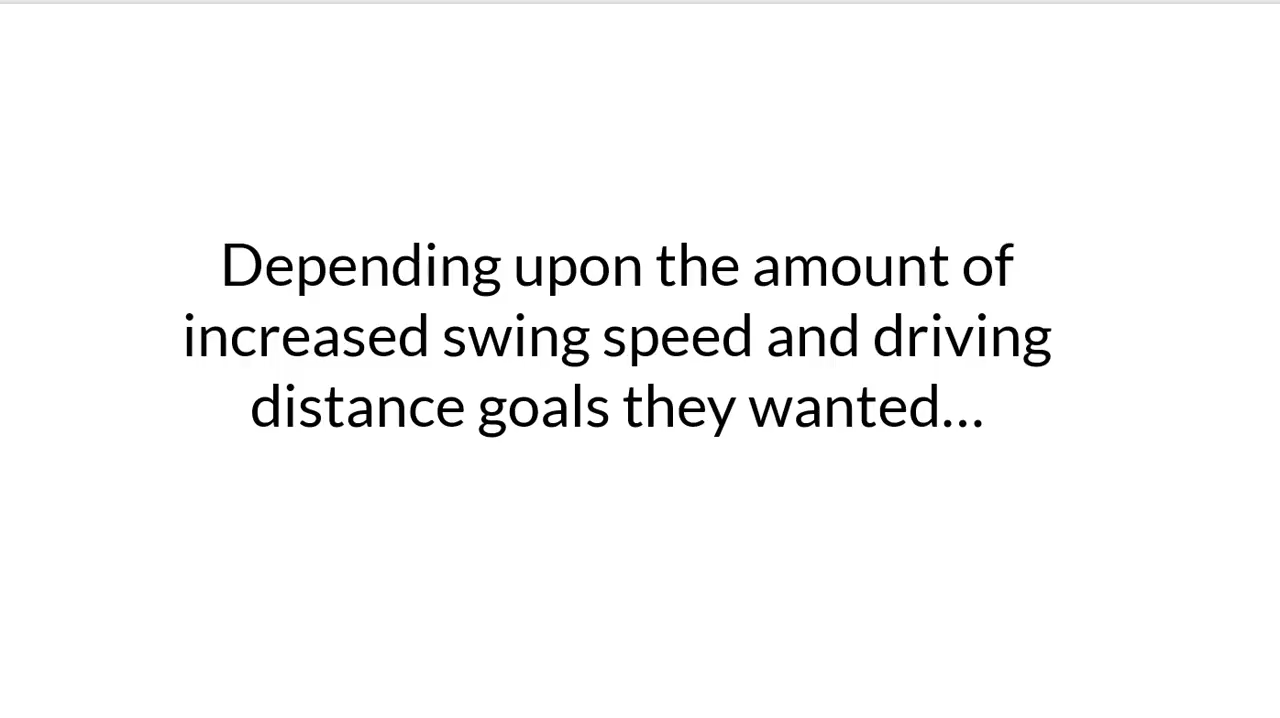 Depending upon the amount of
increased swing speed and driving
distance goals they wanted...